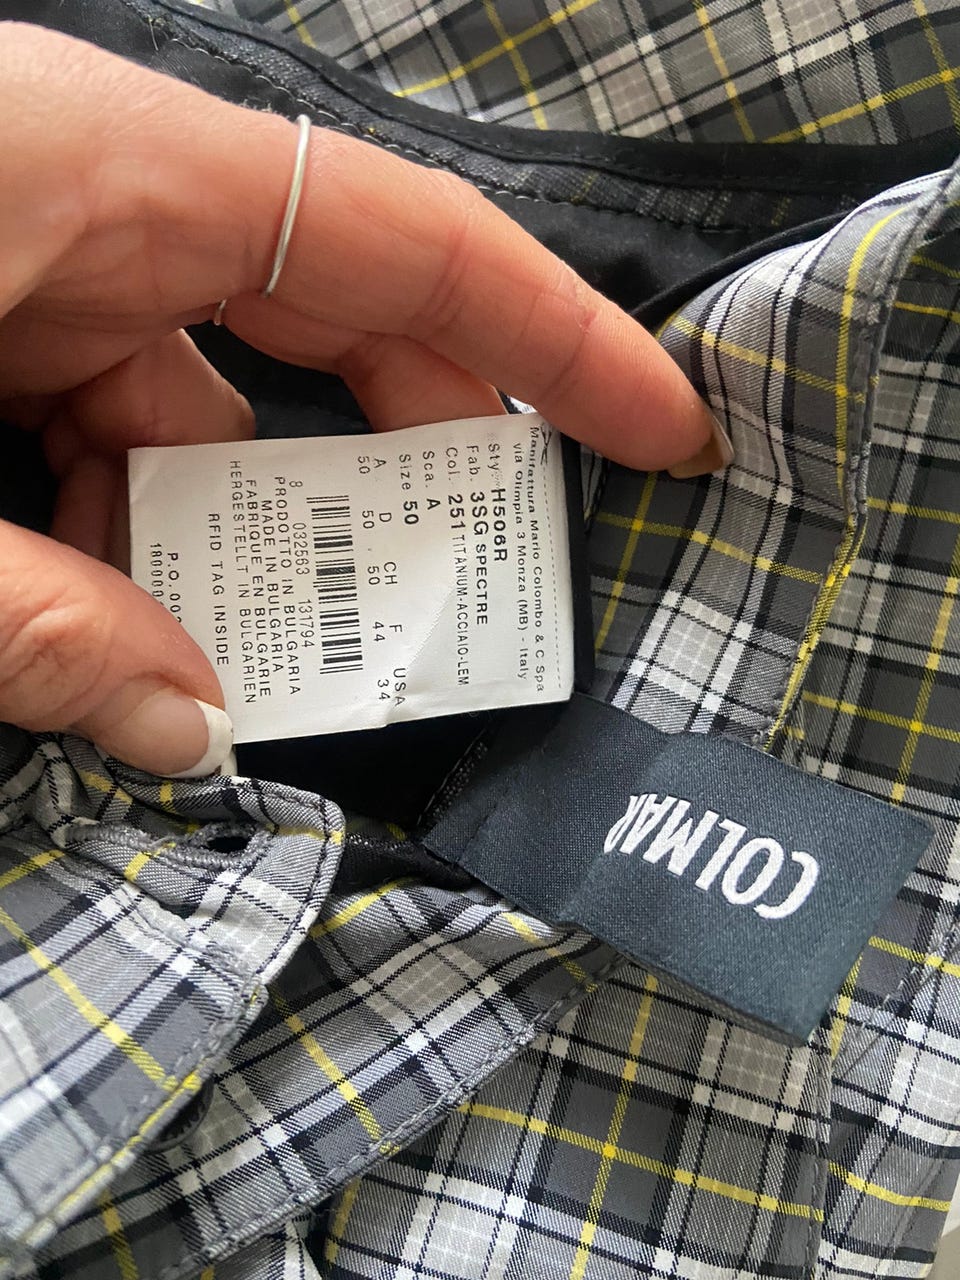 Manifattura Mario Colombo & C Spa
via Olimpia 3 Monza (MB) - Italy
Sty. H506R
Fab. 3SG SPECTRE
Col. 251 TITANIUM-ACCIAIO-LEM
Sca. A
Size 50
A D CH F USA
50 50 50 44 34
8 032563 131794
PRODOTTO IN BULGARIA
MADE IN BULGARIA
FABRIQUE EN BULGARIE
HERGESTELLT IN BULGARIEN
RFID TAG INSIDE
P.O.
COLMAR